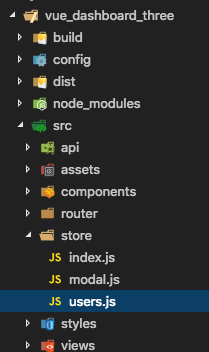 vue_dashboard_three
build
config
dist
node_modules
src
api
assets
components
router
store
JS index.js
JS modal.js
JS users.js
styles
views